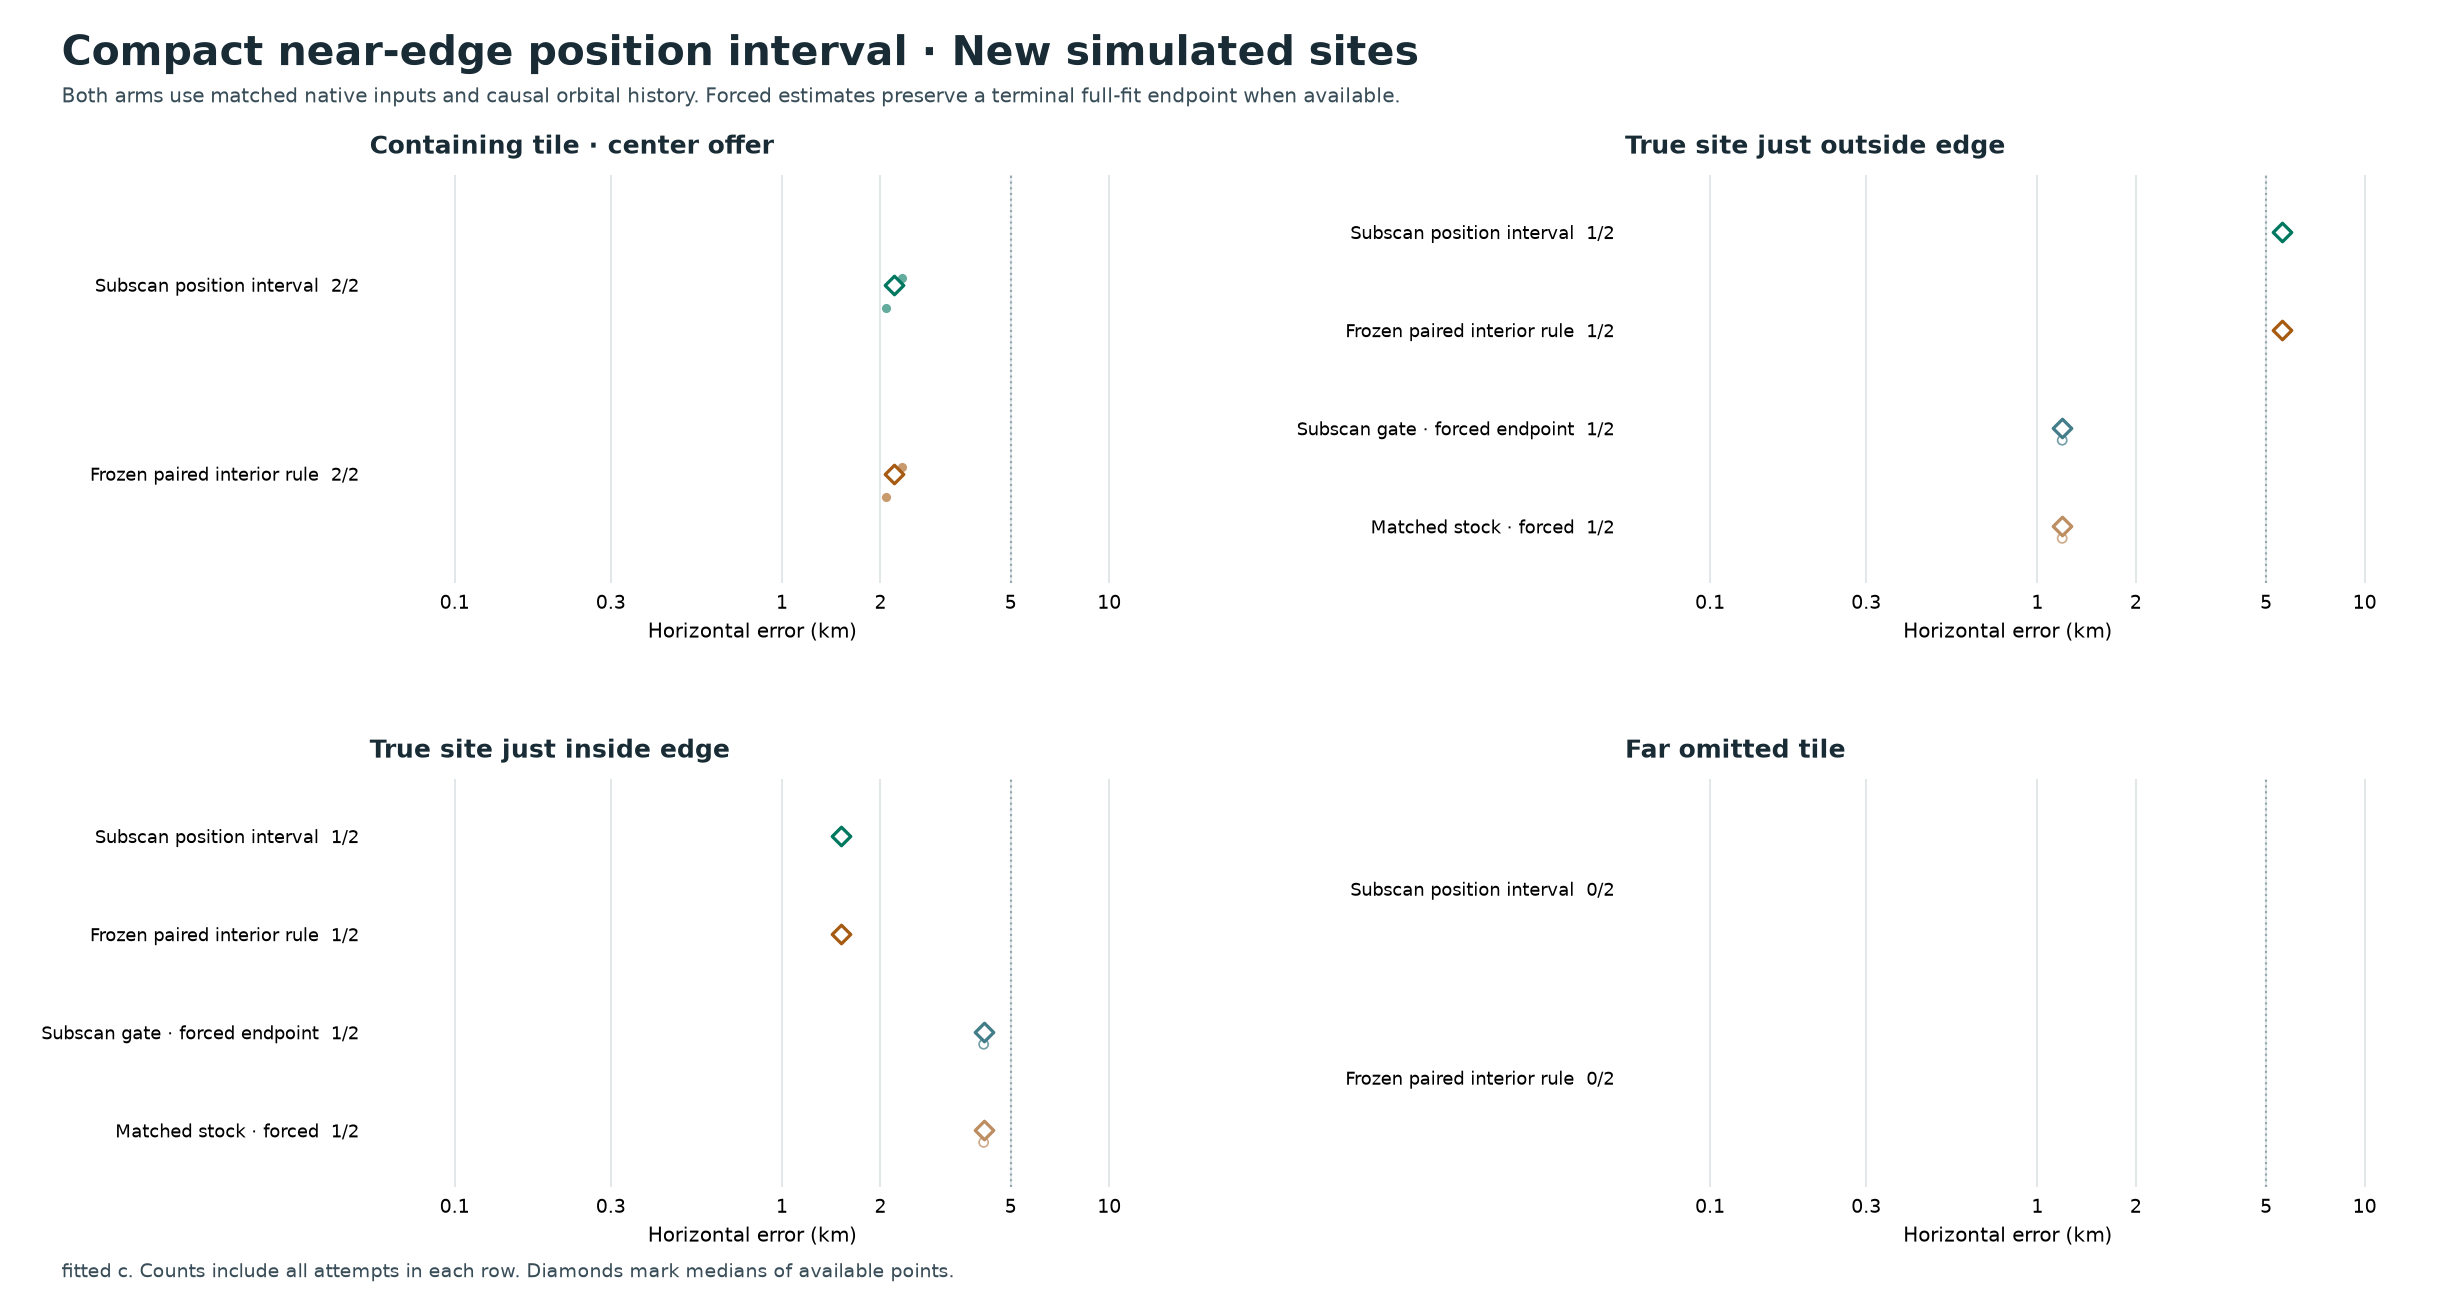 Compact near-edge position interval · New simulated sites
Both arms use matched native inputs and causal orbital history. Forced estimates preserve a terminal full-fit endpoint when available.
Containing tile · center offer
Subscan position interval 2/2
Frozen paired interior rule 2/2
0.1 0.3 1 2 5 10
Horizontal error (km)
True site just outside edge
Subscan position interval 1/2
Frozen paired interior rule 1/2
Subscan gate · forced endpoint 1/2
Matched stock · forced 1/2
0.1 0.3 1 2 5 10
Horizontal error (km)
True site just inside edge
Subscan position interval 1/2
Frozen paired interior rule 1/2
Subscan gate · forced endpoint 1/2
Matched stock · forced 1/2
0.1 0.3 1 2 5 10
Horizontal error (km)
Far omitted tile
Subscan position interval 0/2
Frozen paired interior rule 0/2
0.1 0.3 1 2 5 10
Horizontal error (km)
fitted c. Counts include all attempts in each row. Diamonds mark medians of available points.